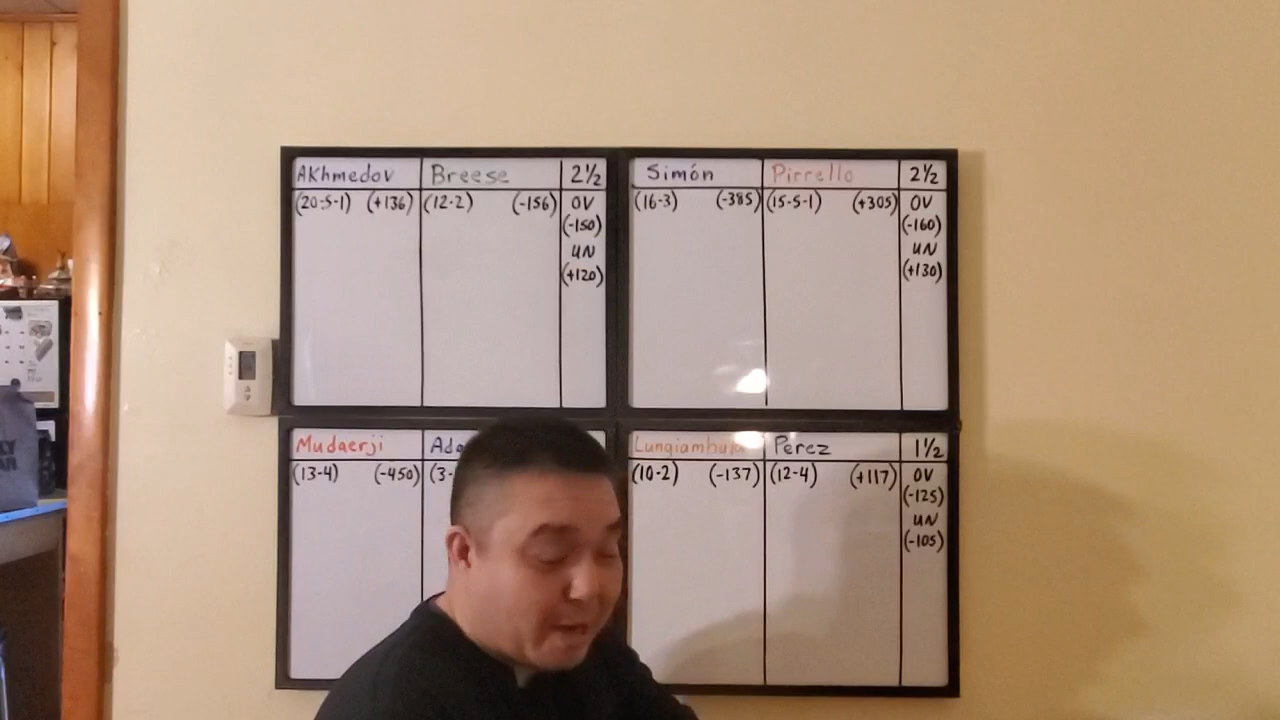 Akhmedov Breese 2½
(20-5-1) (+136) (12-2) (-156) OV
(-150)
UN
(+120)
Simón Pirrello 2½
(16-3) (-385) (15-5-1) (+305) OV
(-160)
UN
(+130)
Mudaerji
(13-4) (-450)
Lungiambula Perez 1½
(10-2) (-137) (12-4) (+117) OV
(-125)
UN
(-105)